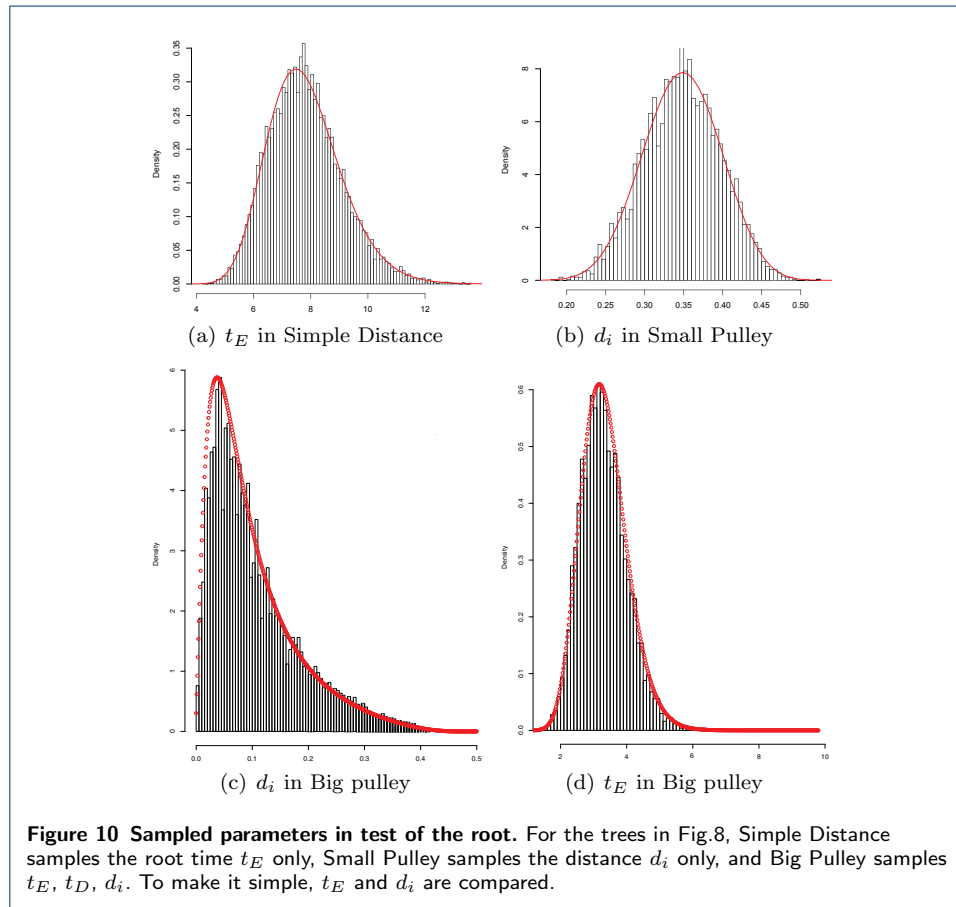 0.35
0.30
0.25
0.20
0.15
0.10
0.05
0.00
Density
4 6 8 10 12
(a) t_E in Simple Distance
8
6
4
2
0
Density
0.20 0.25 0.30 0.35 0.40 0.45 0.50
(b) d_i in Small Pulley
6
5
4
3
2
1
0
Density
0.0 0.1 0.2 0.3 0.4 0.5
(c) d_i in Big pulley
0.6
0.5
0.4
0.3
0.2
0.1
0.0
Density
2 4 6 8 10
(d) t_E in Big pulley
Figure 10 Sampled parameters in test of the root. For the trees in Fig.8, Simple Distance
samples the root time t_E only, Small Pulley samples the distance d_i only, and Big Pulley samples
t_E, t_D, d_i. To make it simple, t_E and d_i are compared.